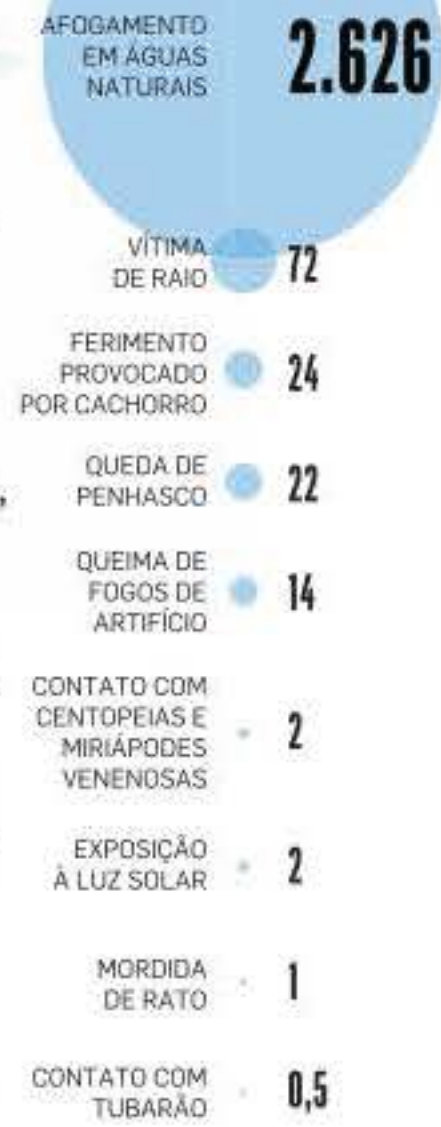 AFOGAMENTO
EM ÁGUAS
NATURAIS
2.626
VÍTIMA
DE RAIO
72
FERIMENTO
PROVOCADO
POR CACHORRO
24
QUEDA DE
PENHASCO
22
QUEIMA DE
FOGOS DE
ARTIFÍCIO
14
CONTATO COM
CENTOPEIAS E
MIRIÁPODES
VENENOSAS
2
EXPOSIÇÃO
À LUZ SOLAR
2
MORDIDA
DE RATO
1
CONTATO COM
TUBARÃO
0,5